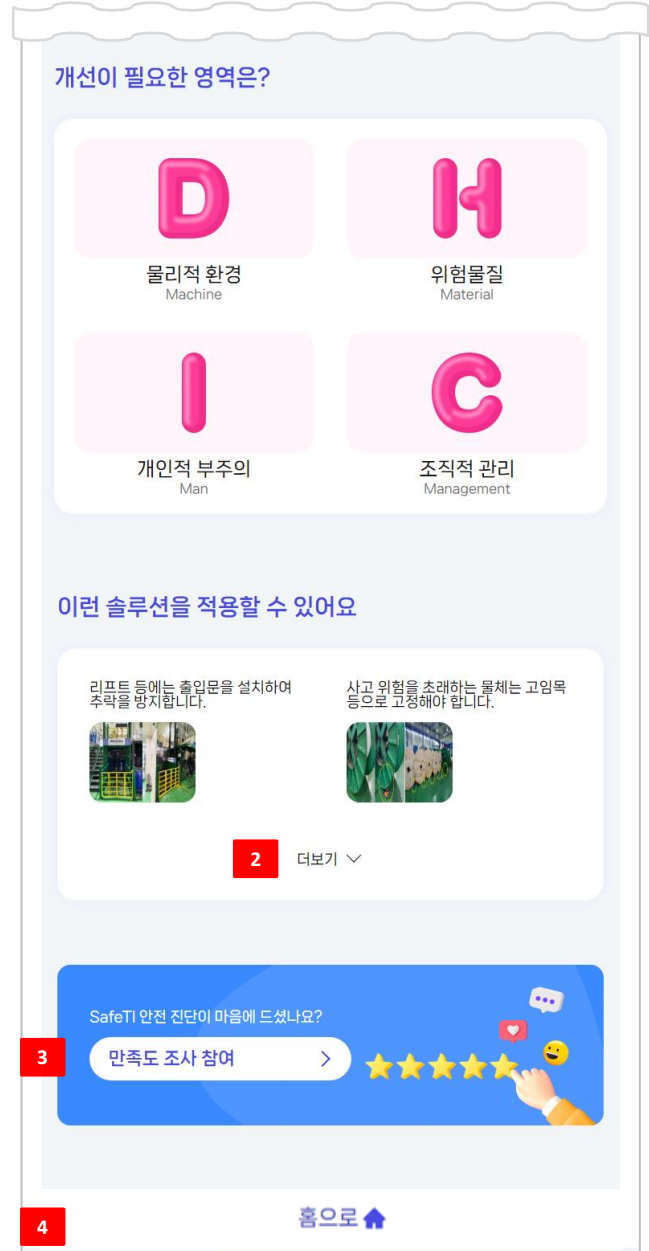 개선이 필요한 영역은?
D
H
물리적 환경
Machine
위험물질
Material
I
C
개인적 부주의
Man
조직적 관리
Management
이런 솔루션을 적용할 수 있어요
리프트 등에는 출입문을 설치하여
추락을 방지합니다.
사고 위험을 초래하는 물체는 고임목
등으로 고정해야 합니다.
2
더보기
SafeTI 안전 진단이 마음에 드셨나요?
3
만족도 조사 참여
4
홈으로